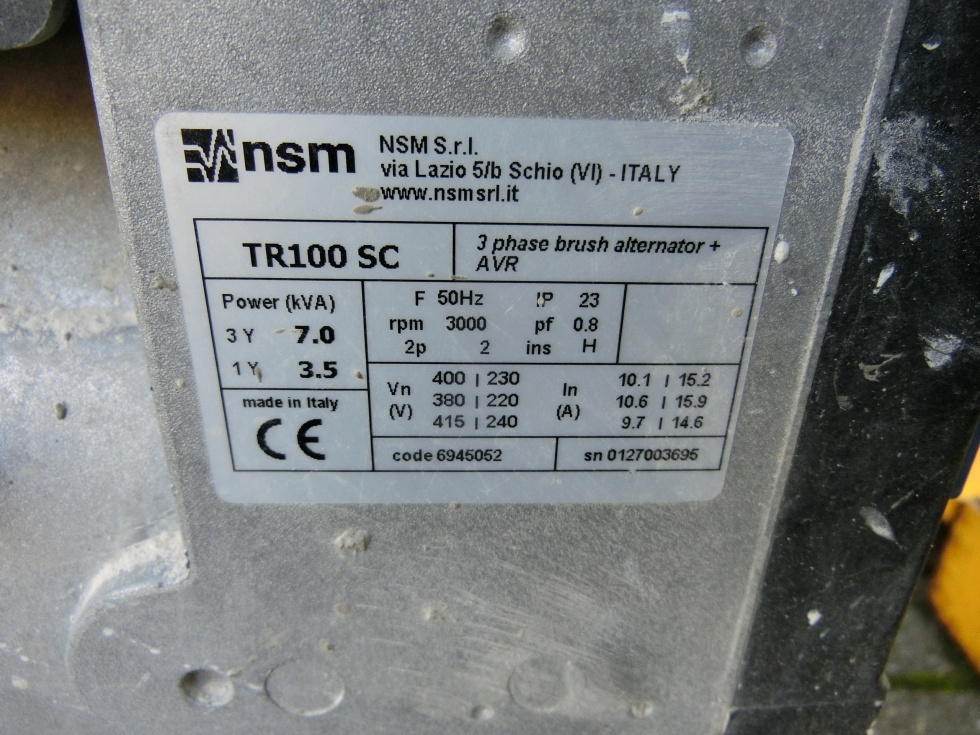 nsm
NSM S.r.l.
via Lazio 5/b Schio (VI) - ITALY
www.nsmsrl.it
TR100 SC
3 phase brush alternator +
AVR
Power (kVA)
3 Y 7.0
1 Y 3.5
made in Italy
CE
F 50Hz IP 23
rpm 3000 pf 0.8
2p 2 ins H
Vn (V)
400 | 230
380 | 220
415 | 240
In (A)
10.1 | 15.2
10.6 | 15.9
9.7 | 14.6
code 6945052
sn 0127003695